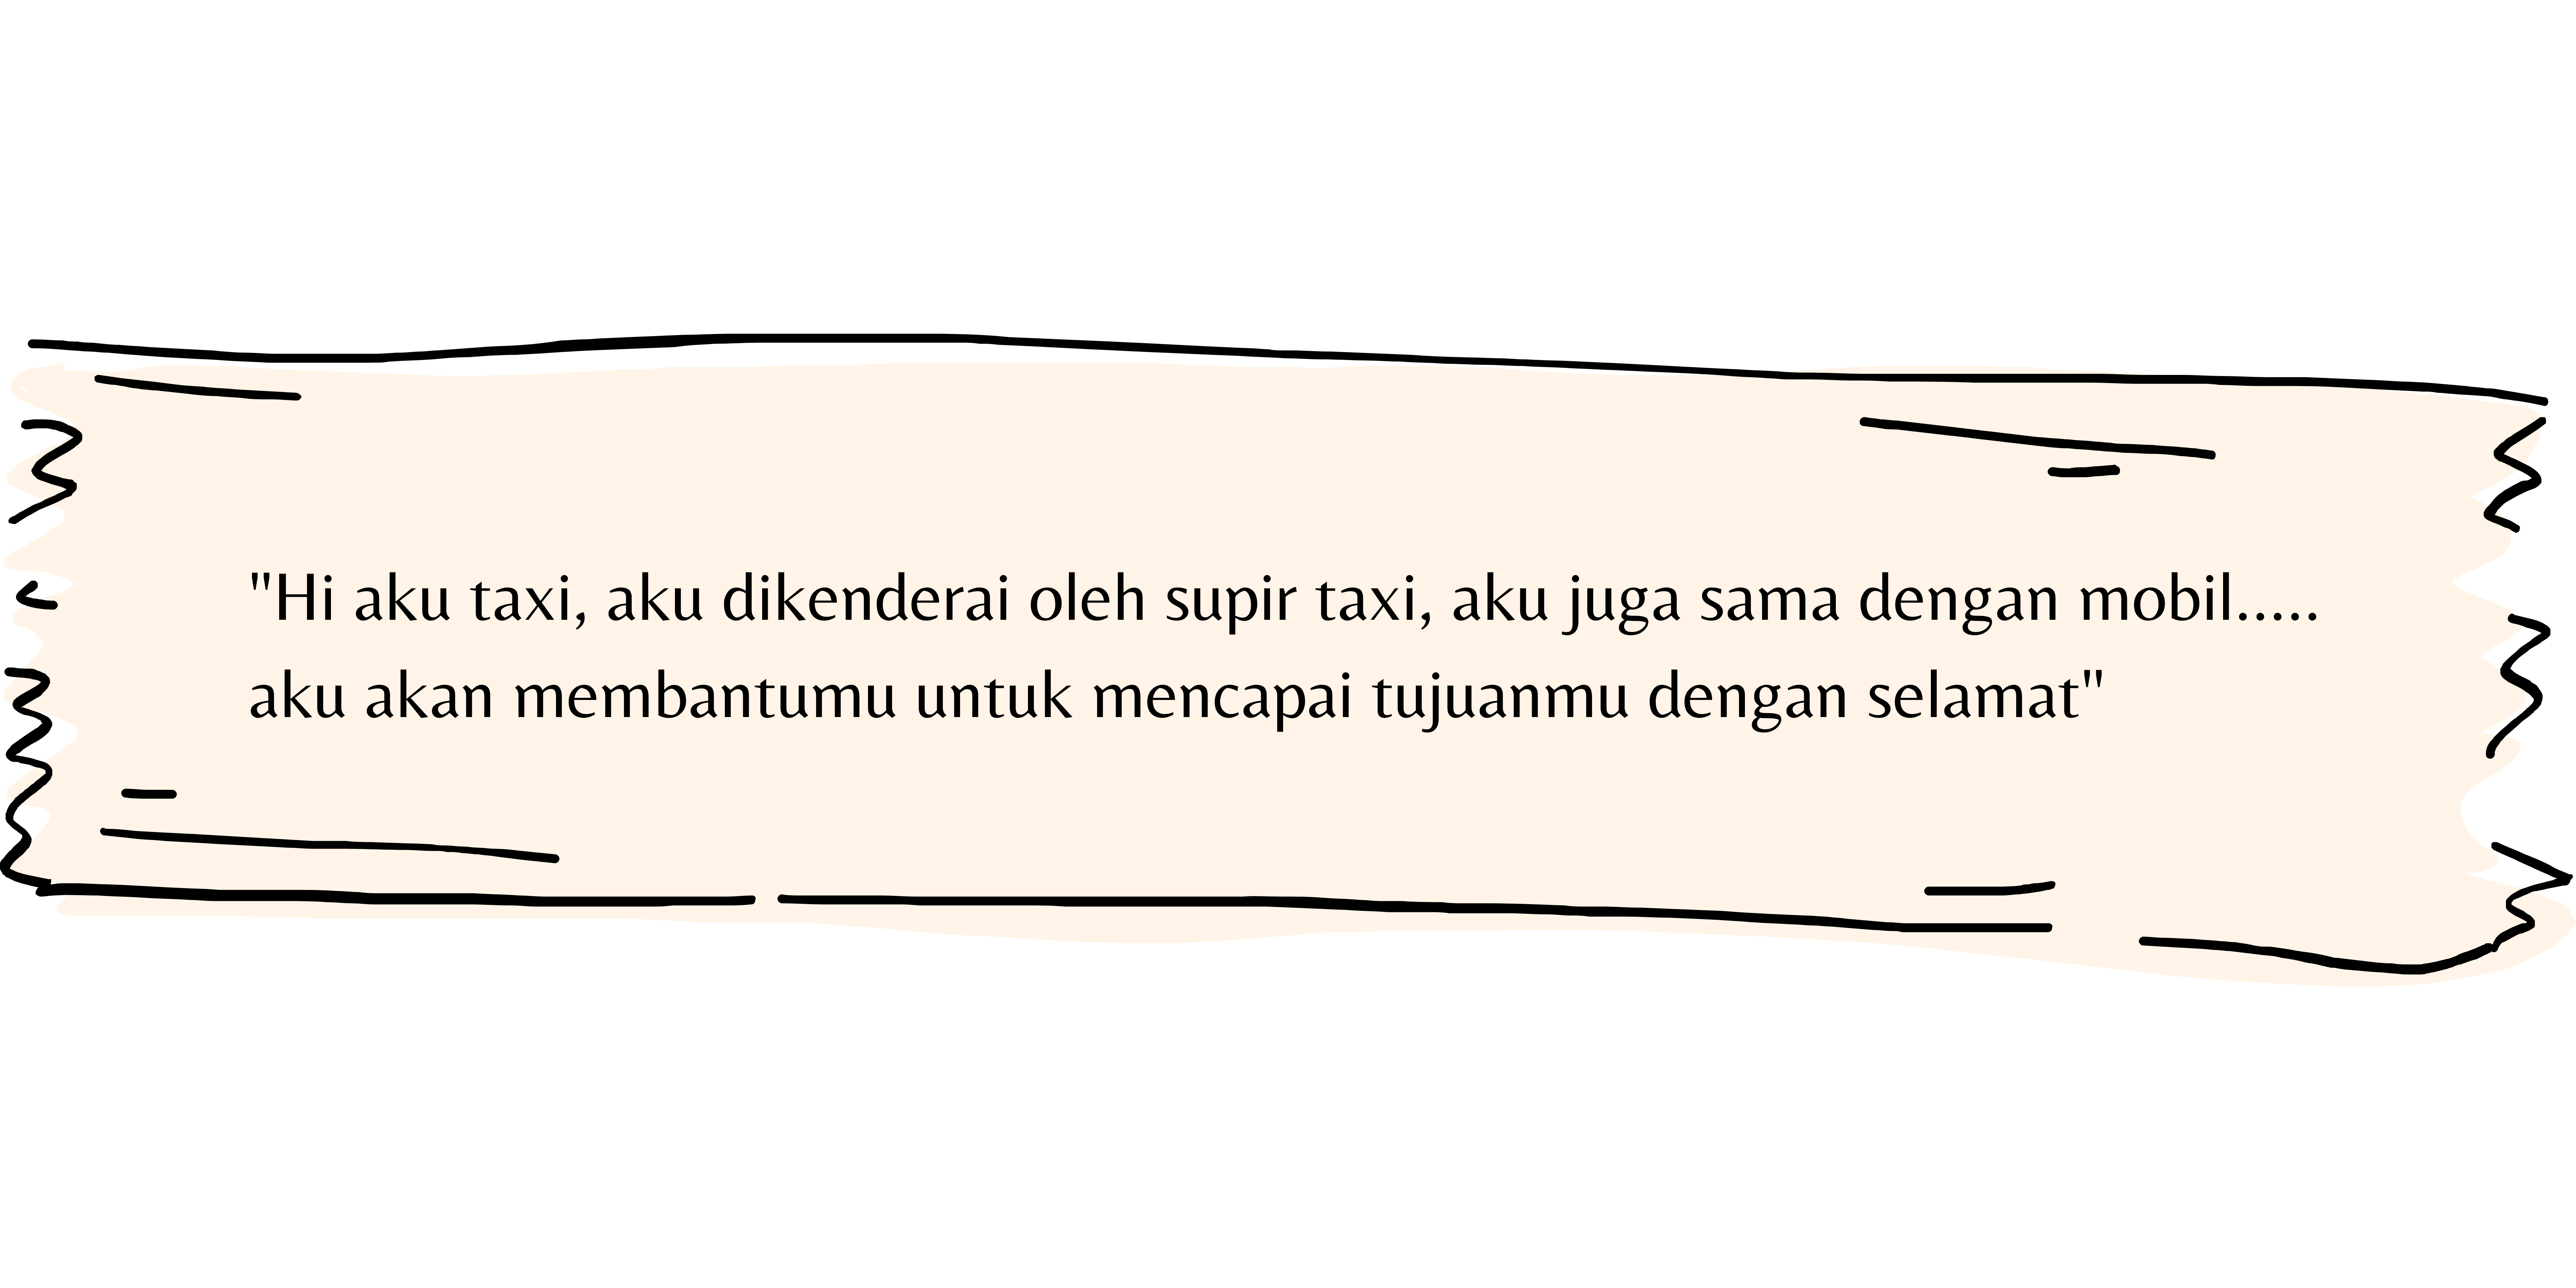 "Hi aku taxi, aku dikenderai oleh supir taxi, aku juga sama dengan mobil.....
aku akan membantumu untuk mencapai tujuanmu dengan selamat"